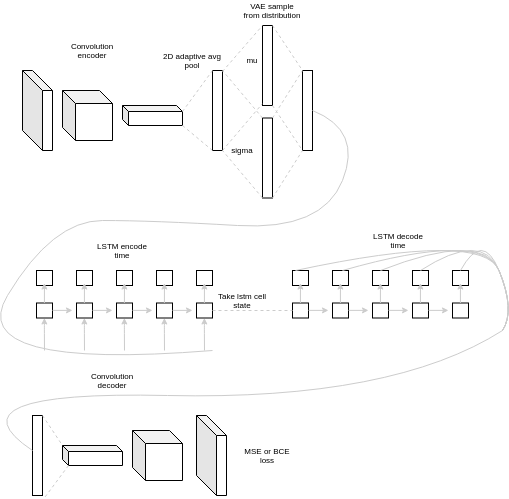 VAE sample
from distribution
Convolution
encoder
2D adaptive avg
pool
mu
sigma
LSTM encode
time
LSTM decode
time
Take lstm cell
state
Convolution
decoder
MSE or BCE
loss